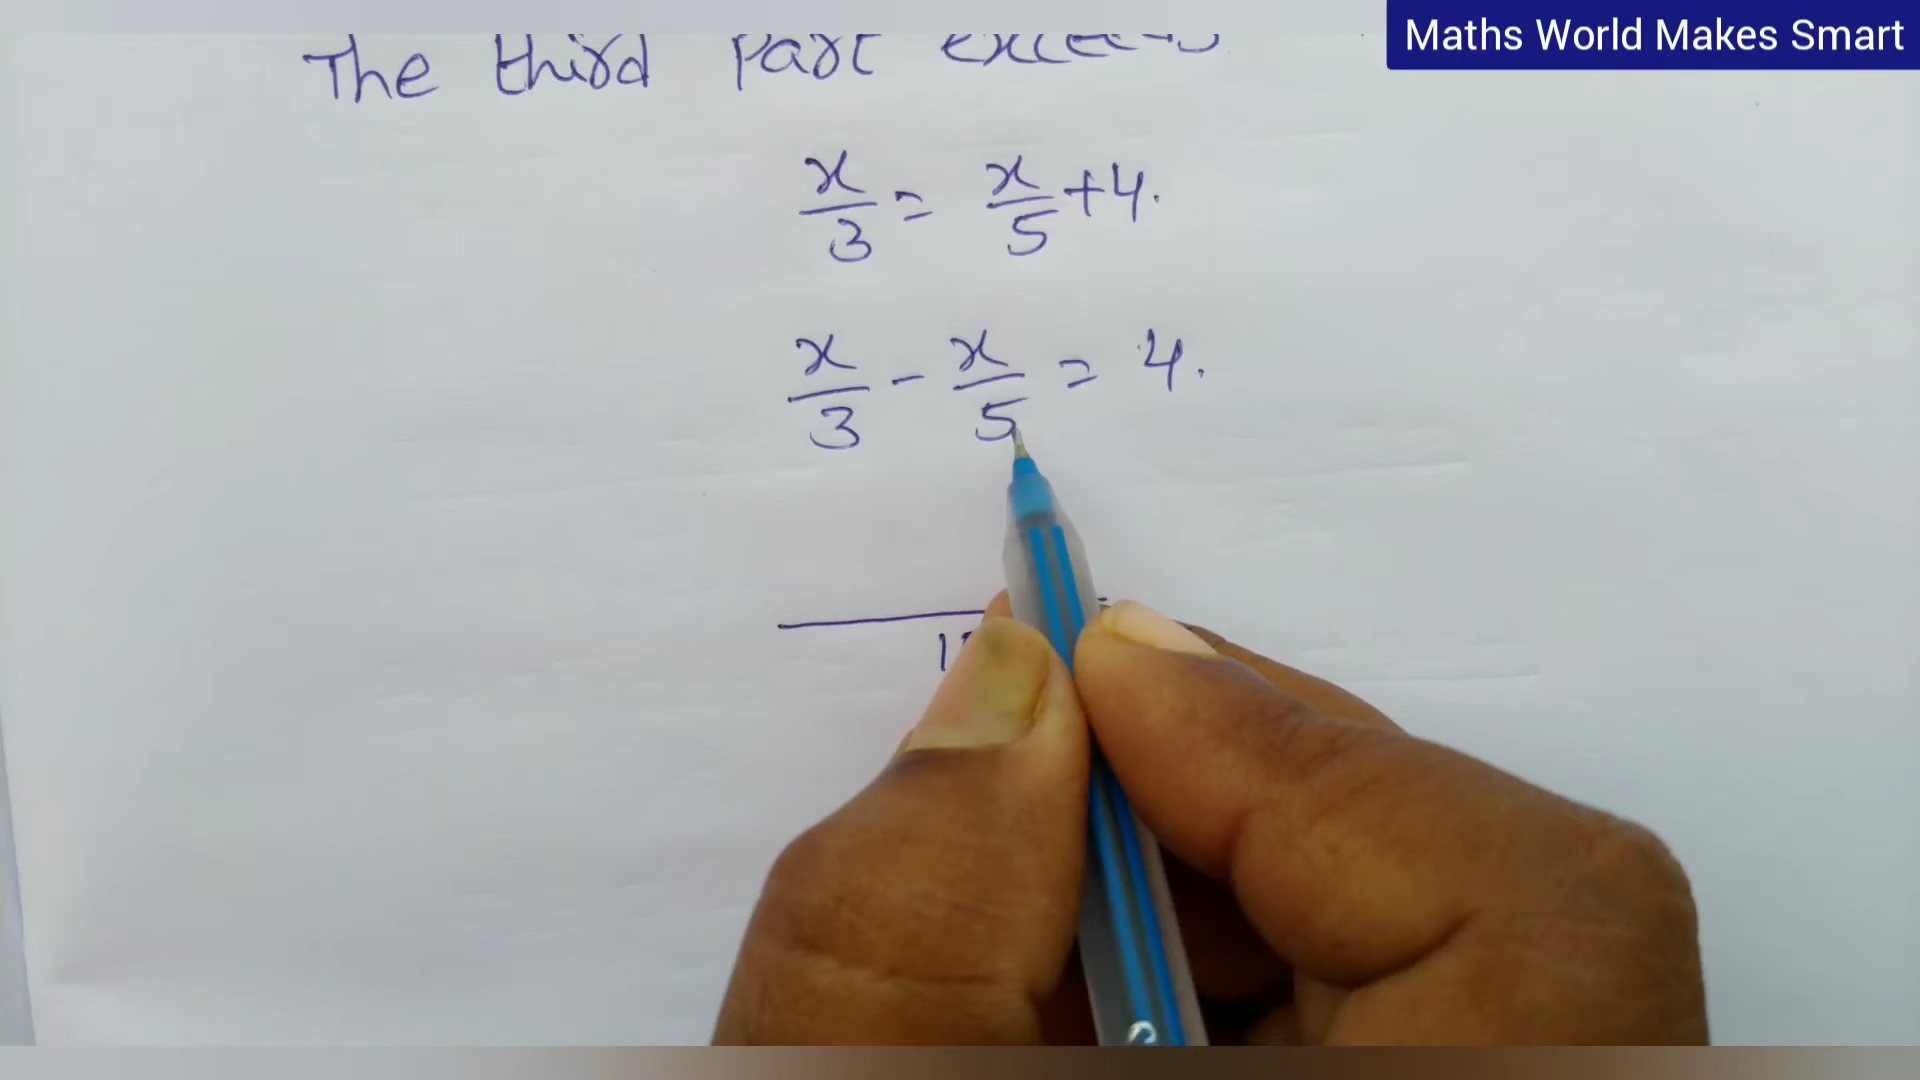 Maths World Makes Smart
The third Part
x/3 = x/5 + 4.
x/3 - x/5 = 4.